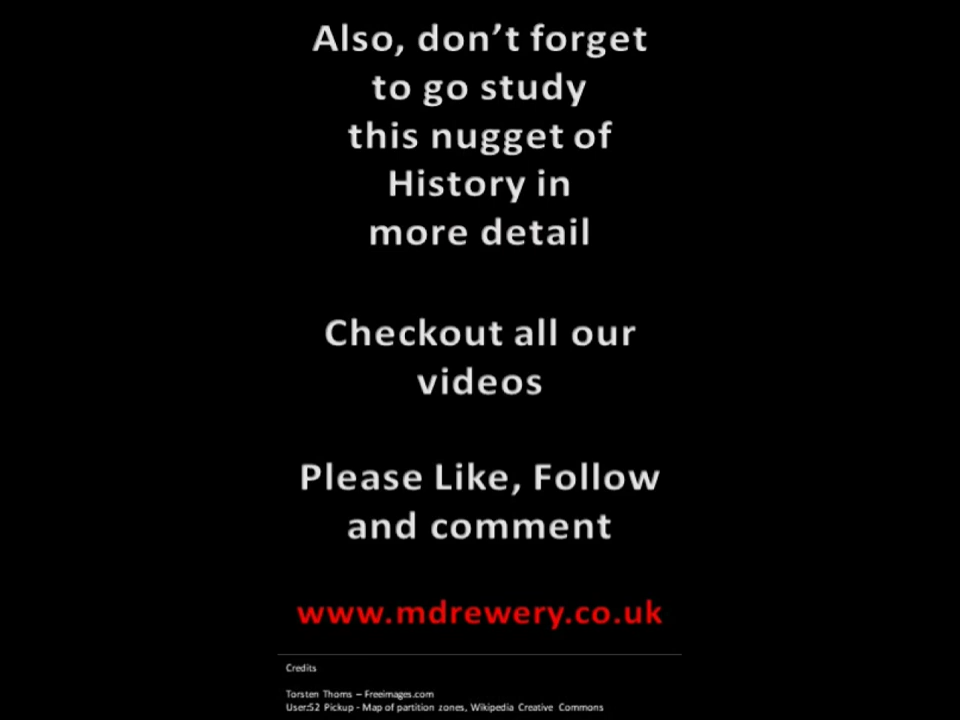 Also, don’t forget
to go study
this nugget of
History in
more detail
Checkout all our
videos
Please Like, Follow
and comment
www.mdrewery.co.uk
Credits
Torsten Thoms – Freeimages.com
User:52 Pickup - Map of partition zones, Wikipedia Creative Commons